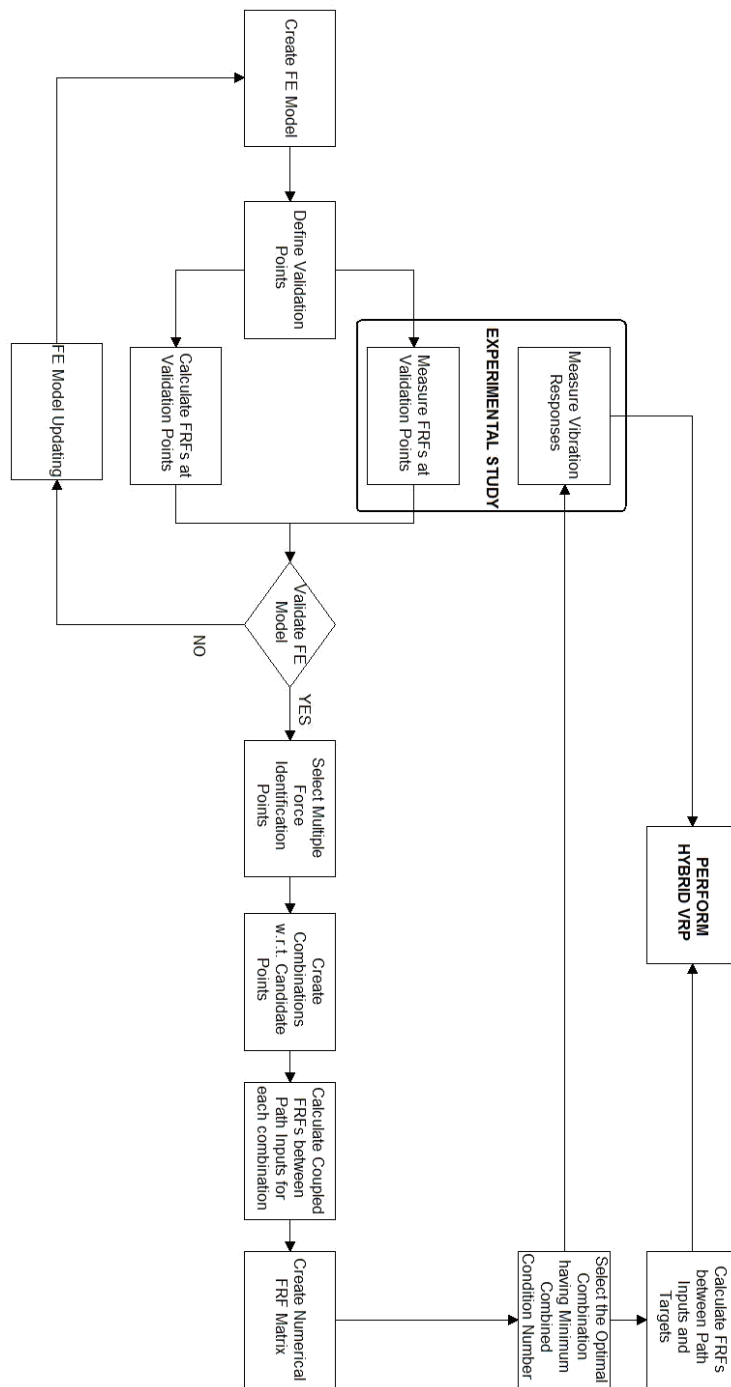 Create FE Model
Define Validation
Points
Calculate FRFs at
Validation Points
Measure FRFs at
Validation Points
EXPERIMENTAL STUDY
Measure Vibration
Responses
FE Model Updating
Validate FE
Model
NO
YES
Select Multiple
Force
Identification
Points
Create
Combinations
w.r.t. Candidate
Points
Calculate Coupled
FRFs between
Path Inputs for
each combination
Create Numerical
FRF Matrix
Select the Optimal
Combination
having Minimum
Combined
Condition Number
Calculate FRFs
between Path
Inputs and
Targets
PERFORM
HYBRID VRP